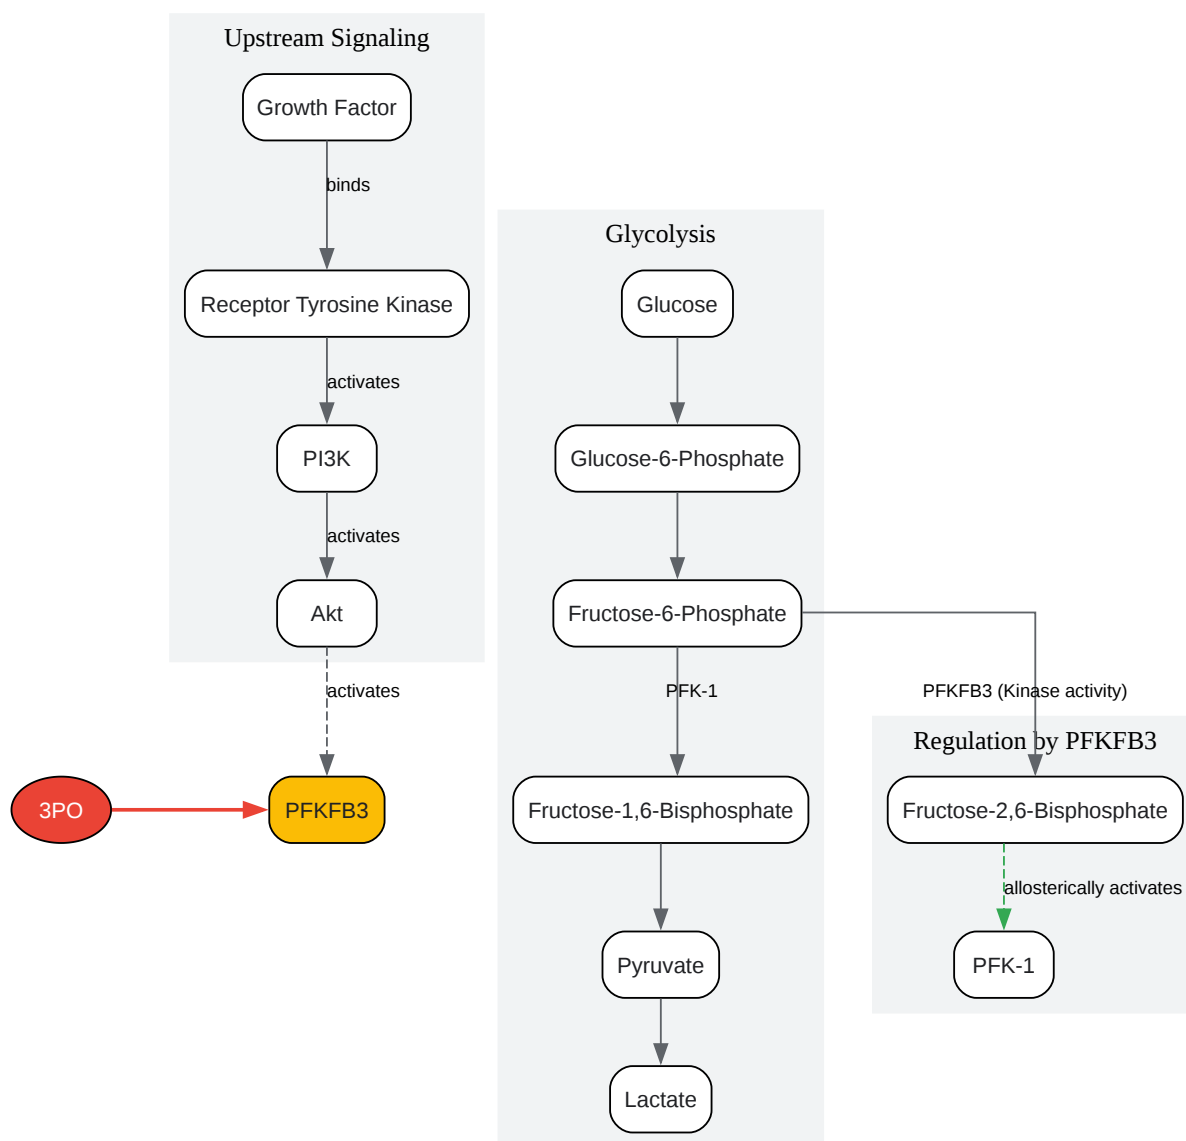 Upstream Signaling
Growth Factor
binds
Receptor Tyrosine Kinase
activates
PI3K
activates
Akt
activates
3PO
PFKFB3
Glycolysis
Glucose
Glucose-6-Phosphate
Fructose-6-Phosphate
PFK-1
Fructose-1,6-Bisphosphate
Pyruvate
Lactate
PFKFB3 (Kinase activity)
Regulation by PFKFB3
Fructose-2,6-Bisphosphate
allosterically activates
PFK-1